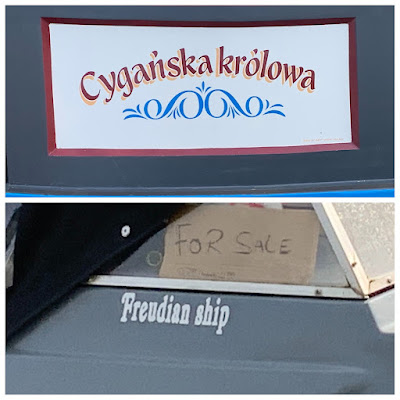 Cygańska królowa
FOR SALE
Freudian ship